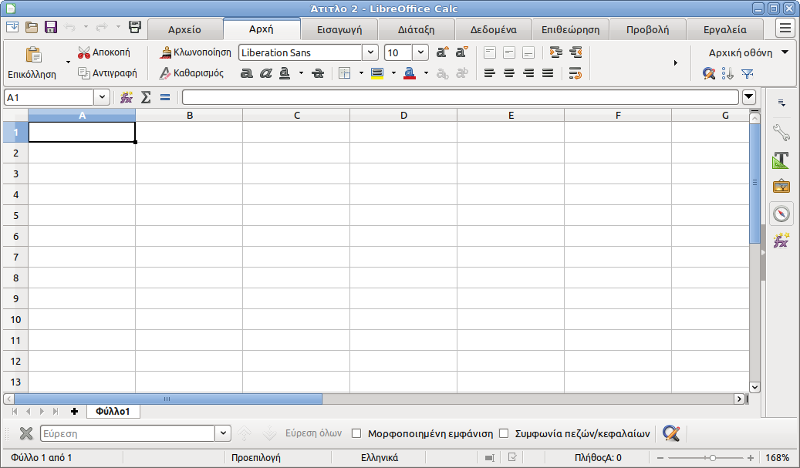 Ατιτλο 2 - LibreOffice Calc
Αρχείο Αρχή Εισαγωγή Διάταξη Δεδομένα Επιθεώρηση Προβολή Εργαλεία
Επικόλληση Αποκοπή Κλωνοποίηση Liberation Sans 10 Αρχική οθόνη
Αντιγραφή Καθαρισμός
A1
A B C D E F G
1
2
3
4
5
6
7
8
9
10
11
12
13
Φύλλο1
Εύρεση Εύρεση όλων Μορφοποιημένη εμφάνιση Συμφωνία πεζών/κεφαλαίων
Φύλλο 1 από 1 Προεπιλογή Ελληνικά ΠλήθοςA: 0 168%